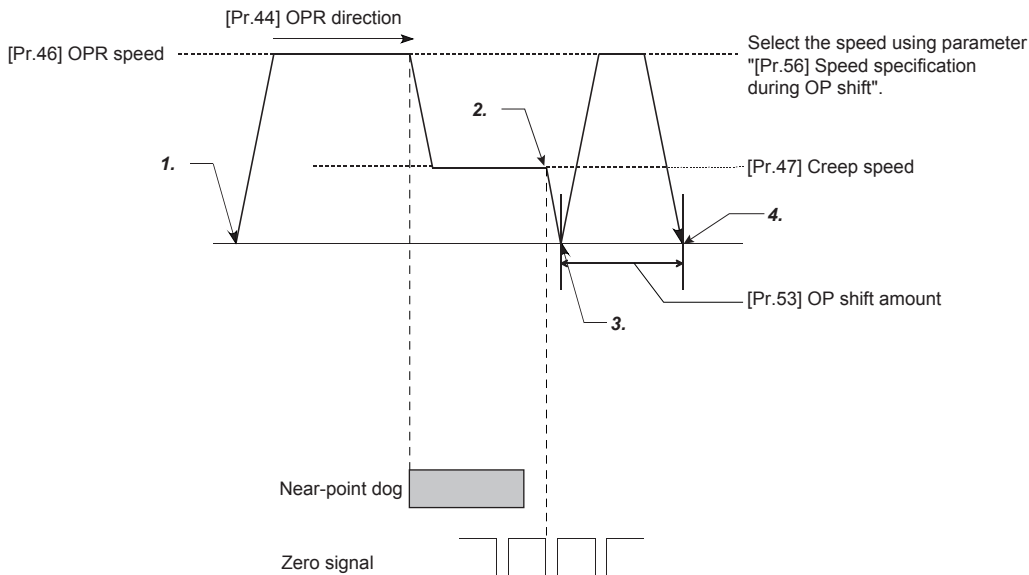 [Pr.44] OPR direction
[Pr.46] OPR speed
Select the speed using parameter
"[Pr.56] Speed specification
during OP shift".
2.
1.
[Pr.47] Creep speed
4.
[Pr.53] OP shift amount
3.
Near-point dog
Zero signal